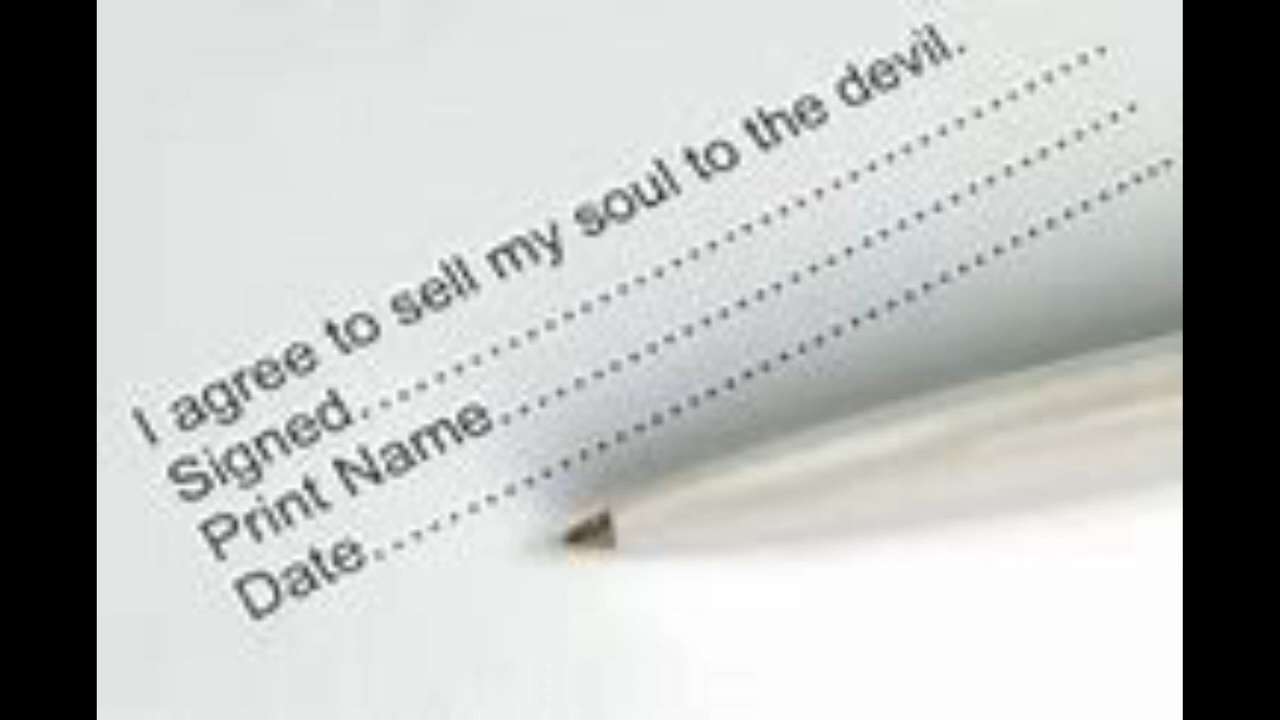 I agree to sell my soul to the devil.
Signed................................................
Print Name..........................................
Date....................................................